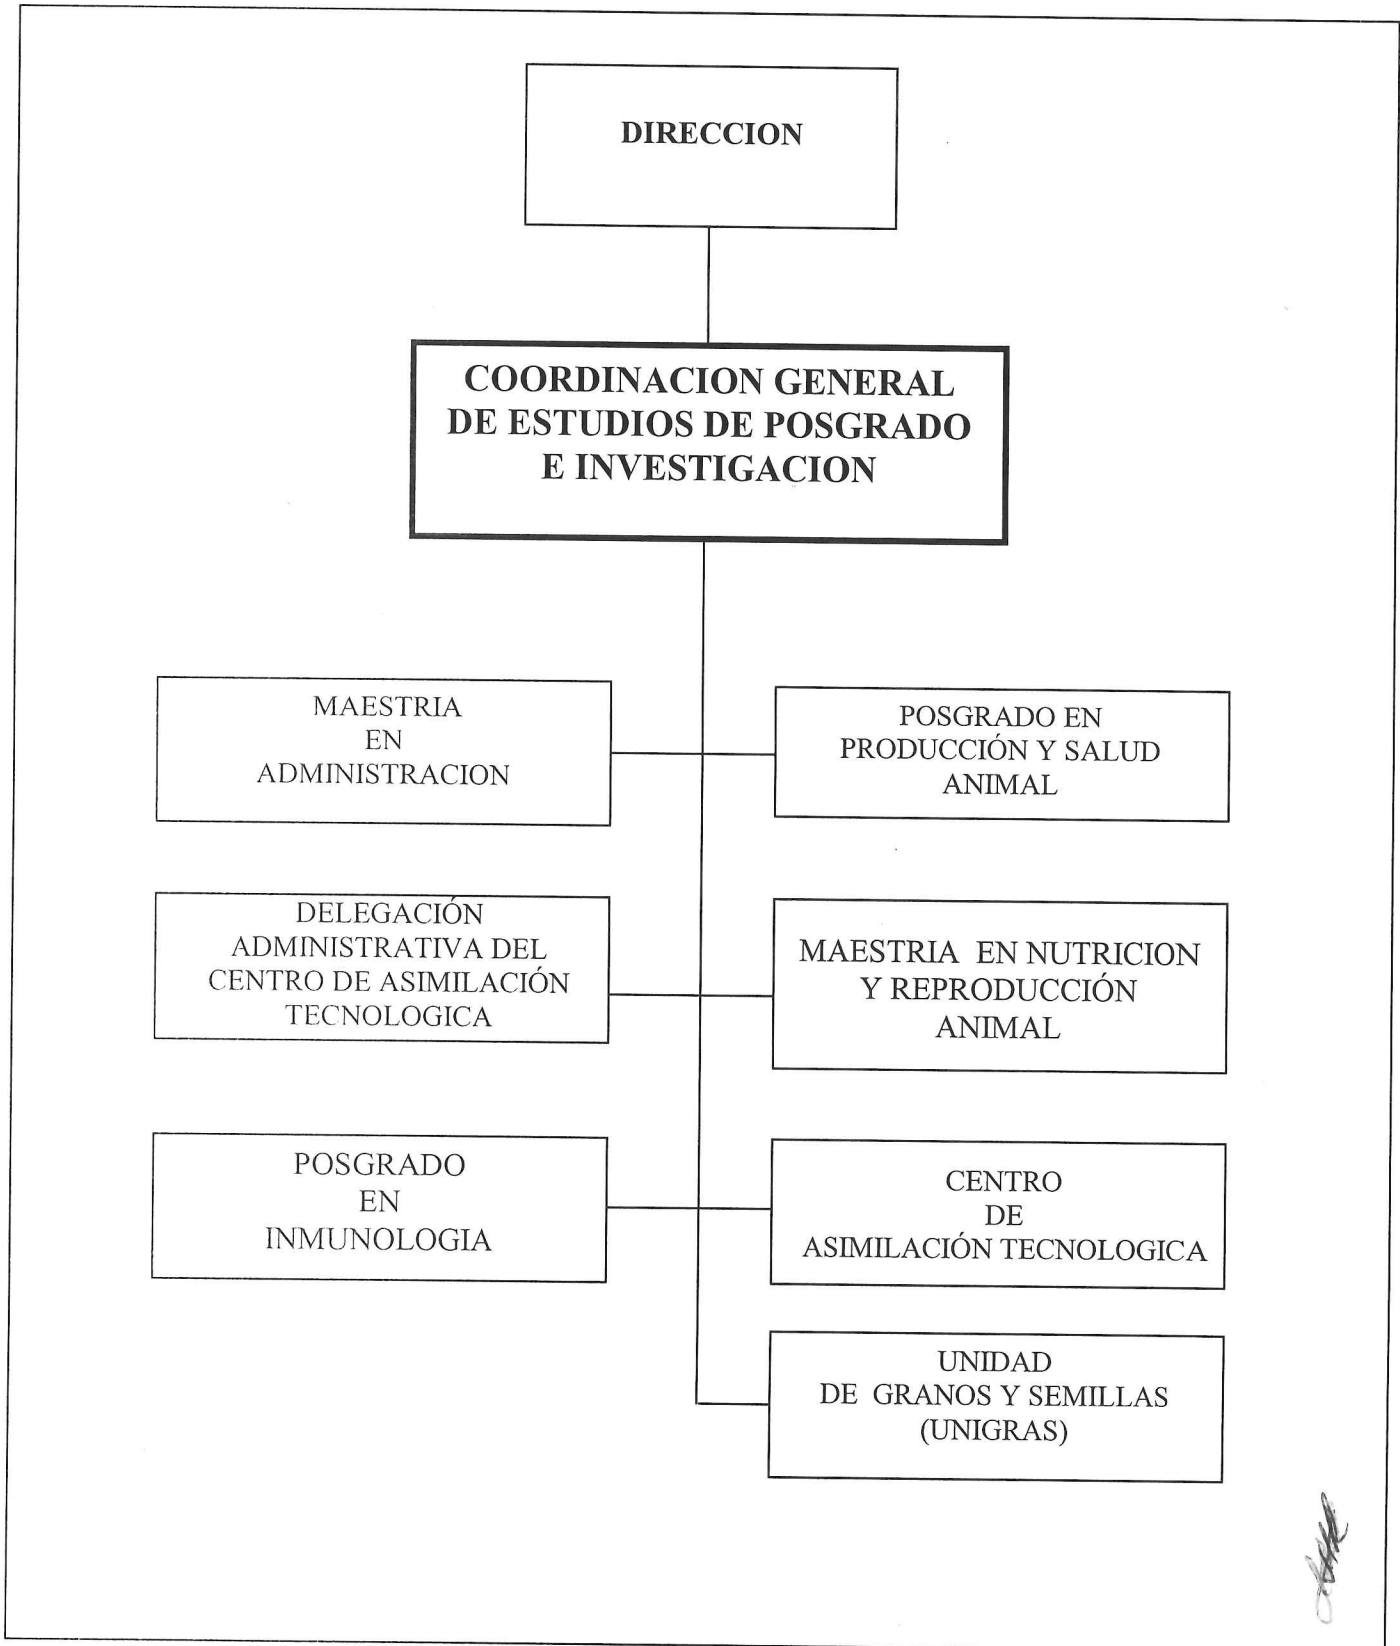 DIRECCION
COORDINACION GENERAL
DE ESTUDIOS DE POSGRADO
E INVESTIGACION
MAESTRIA
EN
ADMINISTRACION
POSGRADO EN
PRODUCCIÓN Y SALUD
ANIMAL
DELEGACIÓN
ADMINISTRATIVA DEL
CENTRO DE ASIMILACIÓN
TECNOLOGICA
MAESTRIA EN NUTRICION
Y REPRODUCCIÓN
ANIMAL
POSGRADO
EN
INMUNOLOGIA
CENTRO
DE
ASIMILACIÓN TECNOLOGICA
UNIDAD
DE GRANOS Y SEMILLAS
(UNIGRAS)